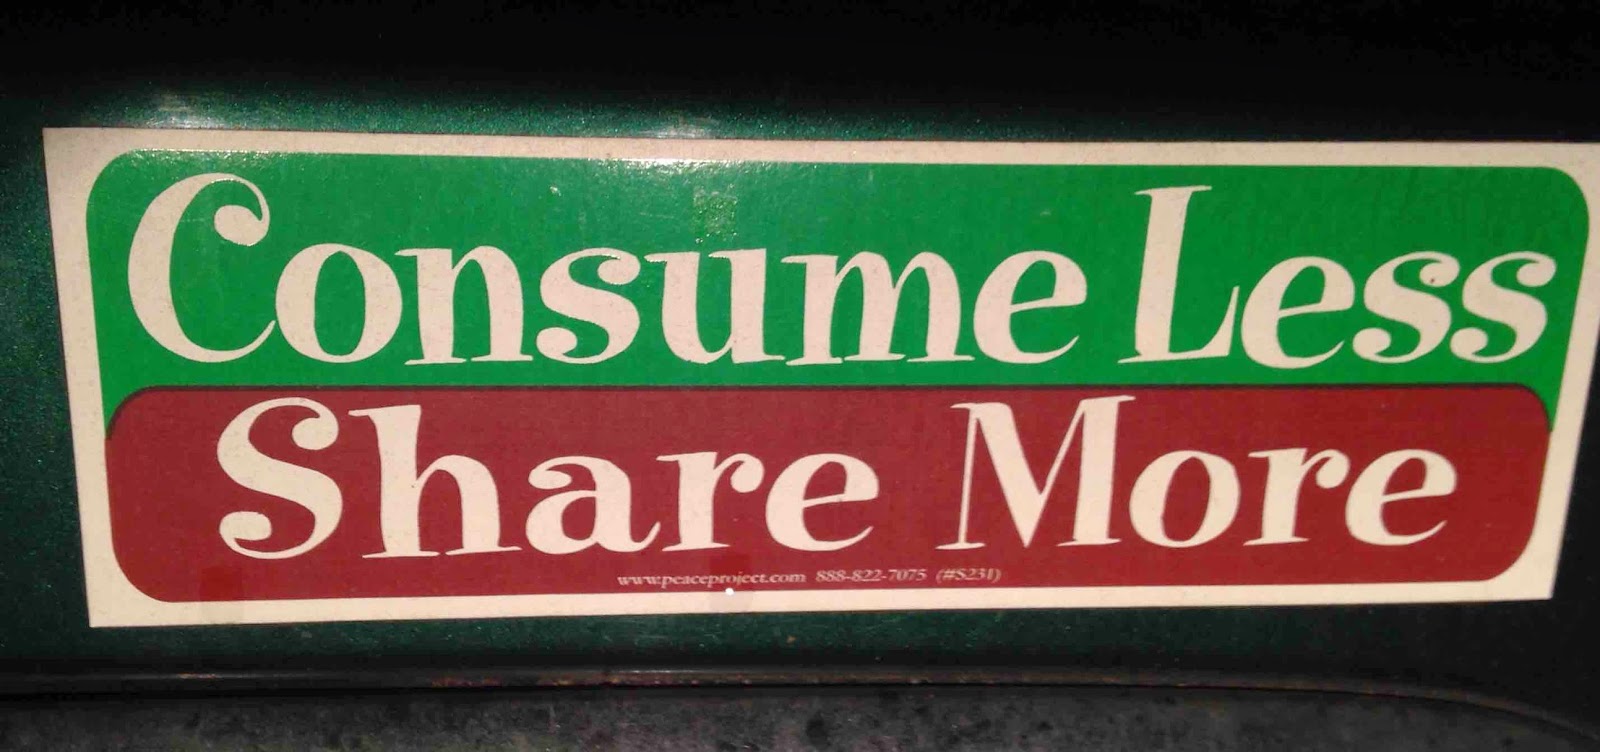 Consume Less
Share More
www.peaceproject.com 888-822-7075 (#S231)